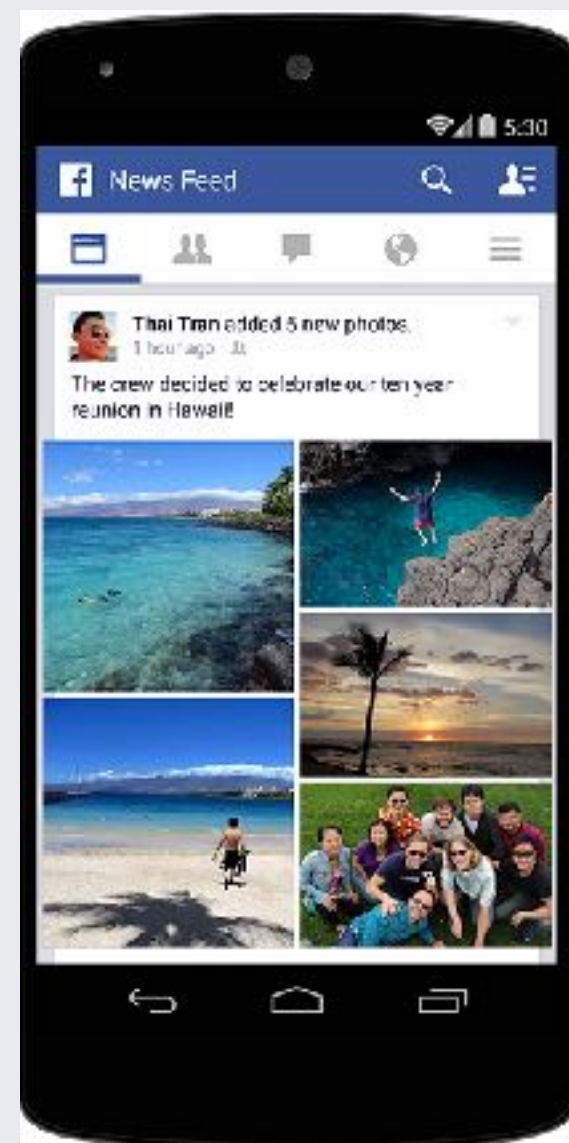 5:30
f News Feed
Thai Tran added 5 new photos.
1 hour ago
The crew decided to celebrate our ten year
reunion in Hawaii!